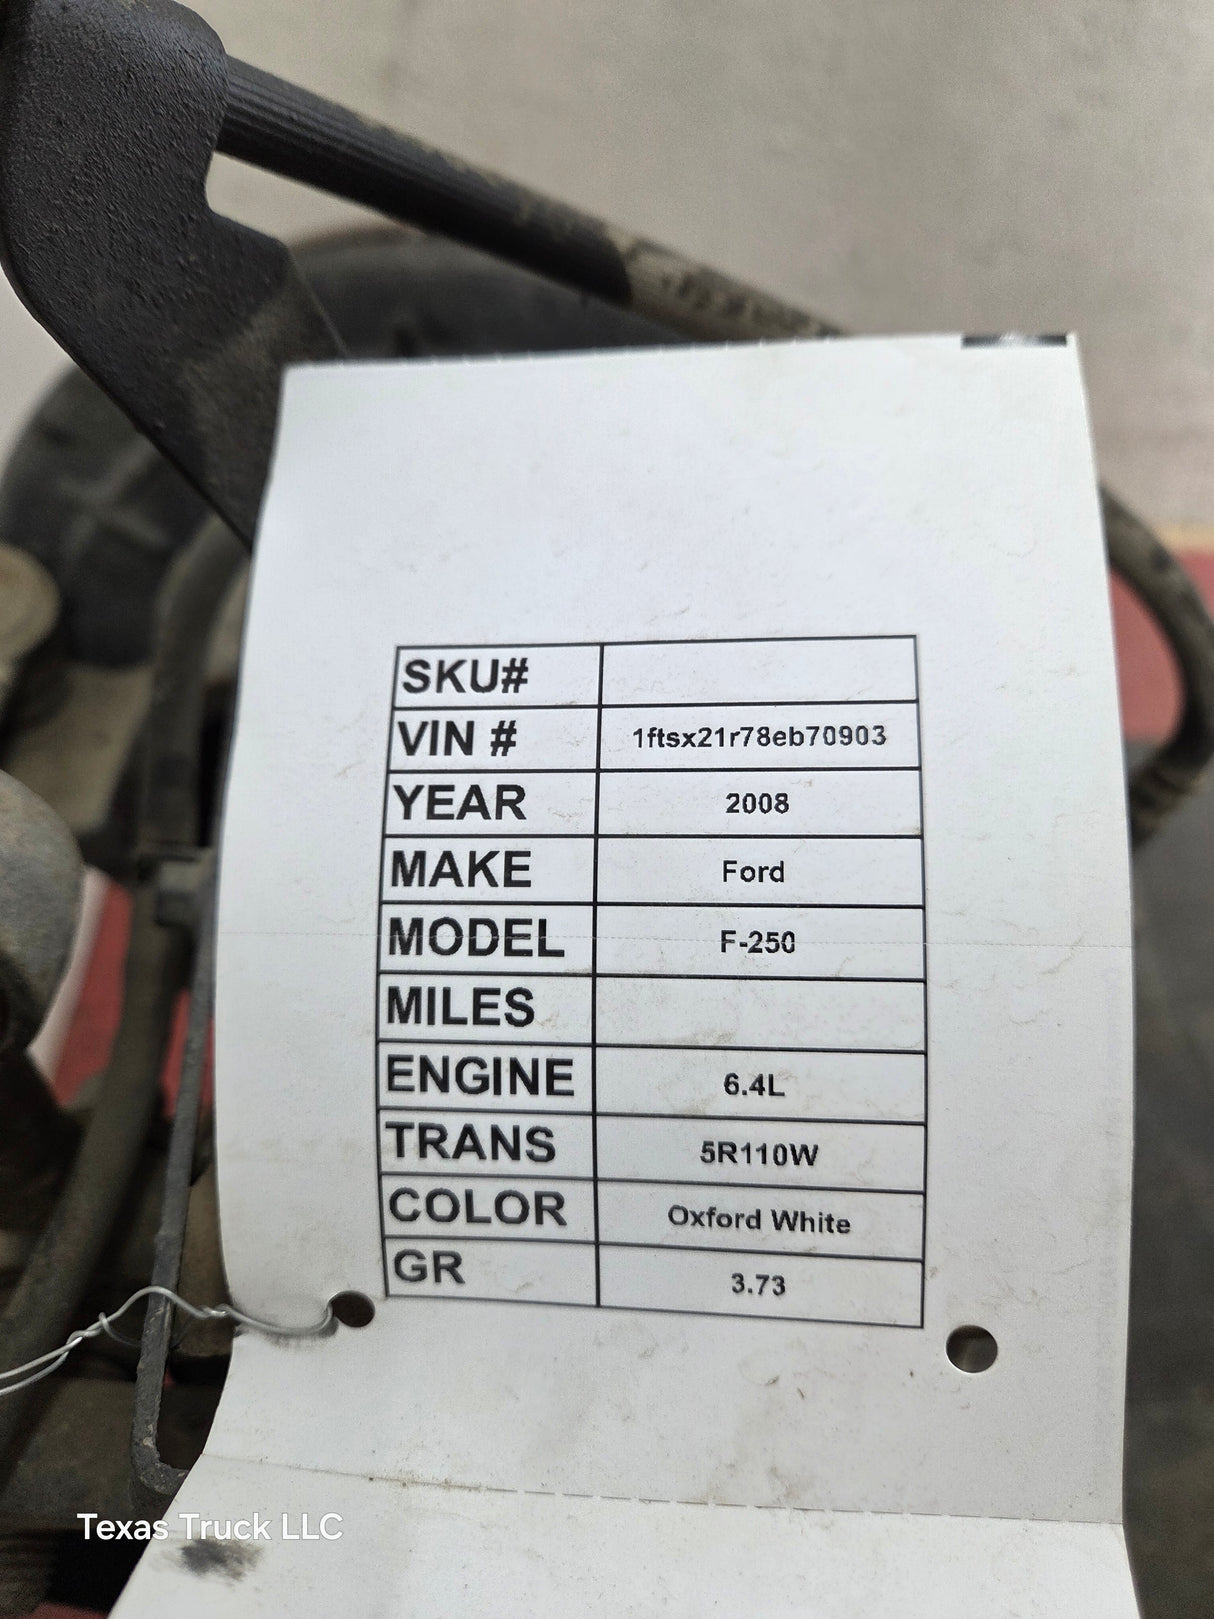 SKU#
VIN # 1ftsx21r78eb70903
YEAR 2008
MAKE Ford
MODEL F-250
MILES
ENGINE 6.4L
TRANS 5R110W
COLOR Oxford White
GR 3.73
Texas Truck LLC